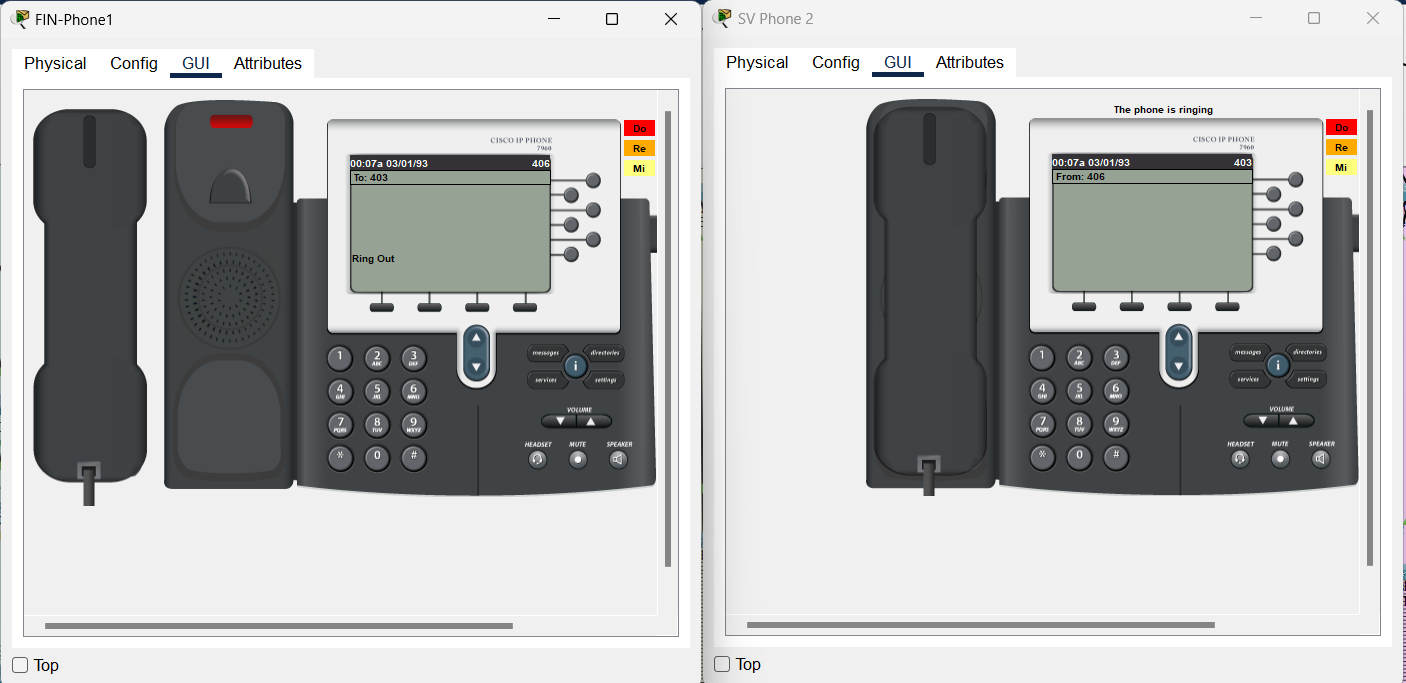 FIN-Phone1
Physical Config GUI Attributes
CISCO IP PHONE
7960
Do
Re
Mi
00:07a 03/01/93 406
To: 403
Ring Out
1 2 ABC 3 DEF
4 GHI 5 JKL 6 MNO
7 PQRS 8 TUV 9 WXYZ
* 0 #
messages directories
i
services settings
VOLUME
HEADSET MUTE SPEAKER
Top
SV Phone 2
Physical Config GUI Attributes
The phone is ringing
CISCO IP PHONE
7960
Do
Re
Mi
00:07a 03/01/93 403
From: 406
1 2 ABC 3 DEF
4 GHI 5 JKL 6 MNO
7 PQRS 8 TUV 9 WXYZ
* 0 #
messages directories
i
services settings
VOLUME
HEADSET MUTE SPEAKER
Top